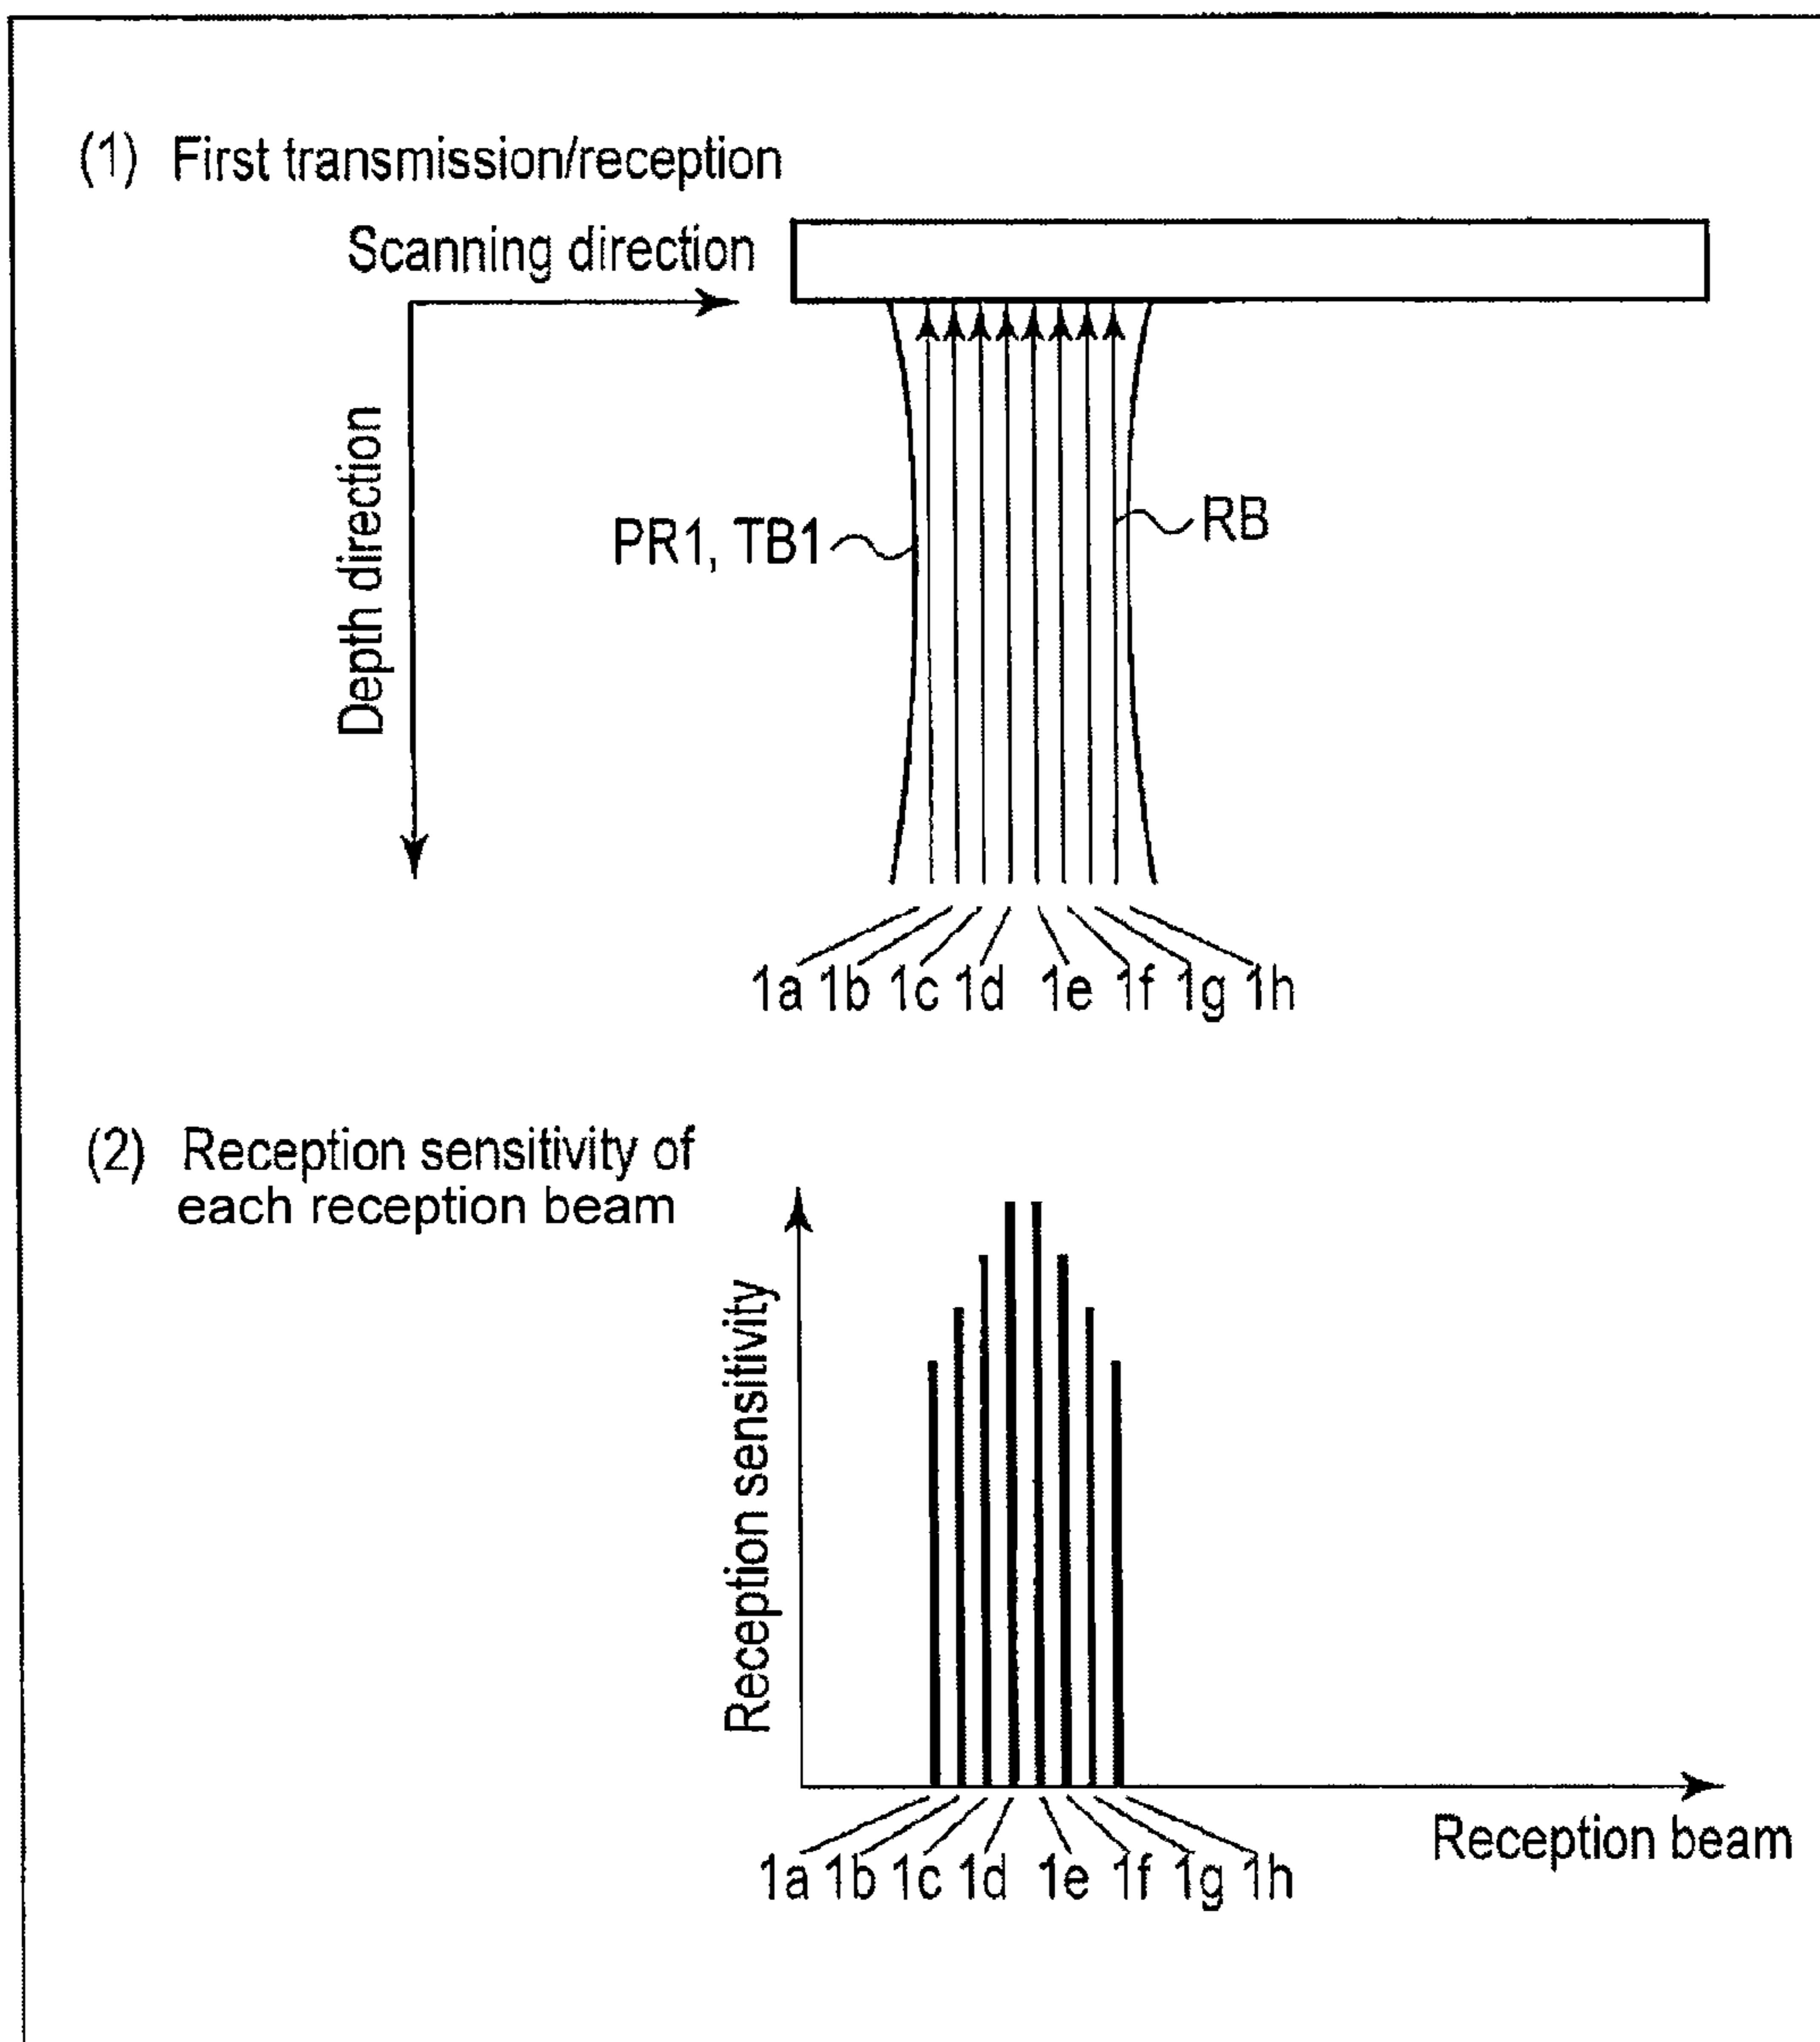 (1) First transmission/reception
Scanning direction
Depth direction
PR1, TB1
RB
1a 1b 1c 1d 1e 1f 1g 1h
(2) Reception sensitivity of
each reception beam
Reception sensitivity
1a 1b 1c 1d 1e 1f 1g 1h
Reception beam